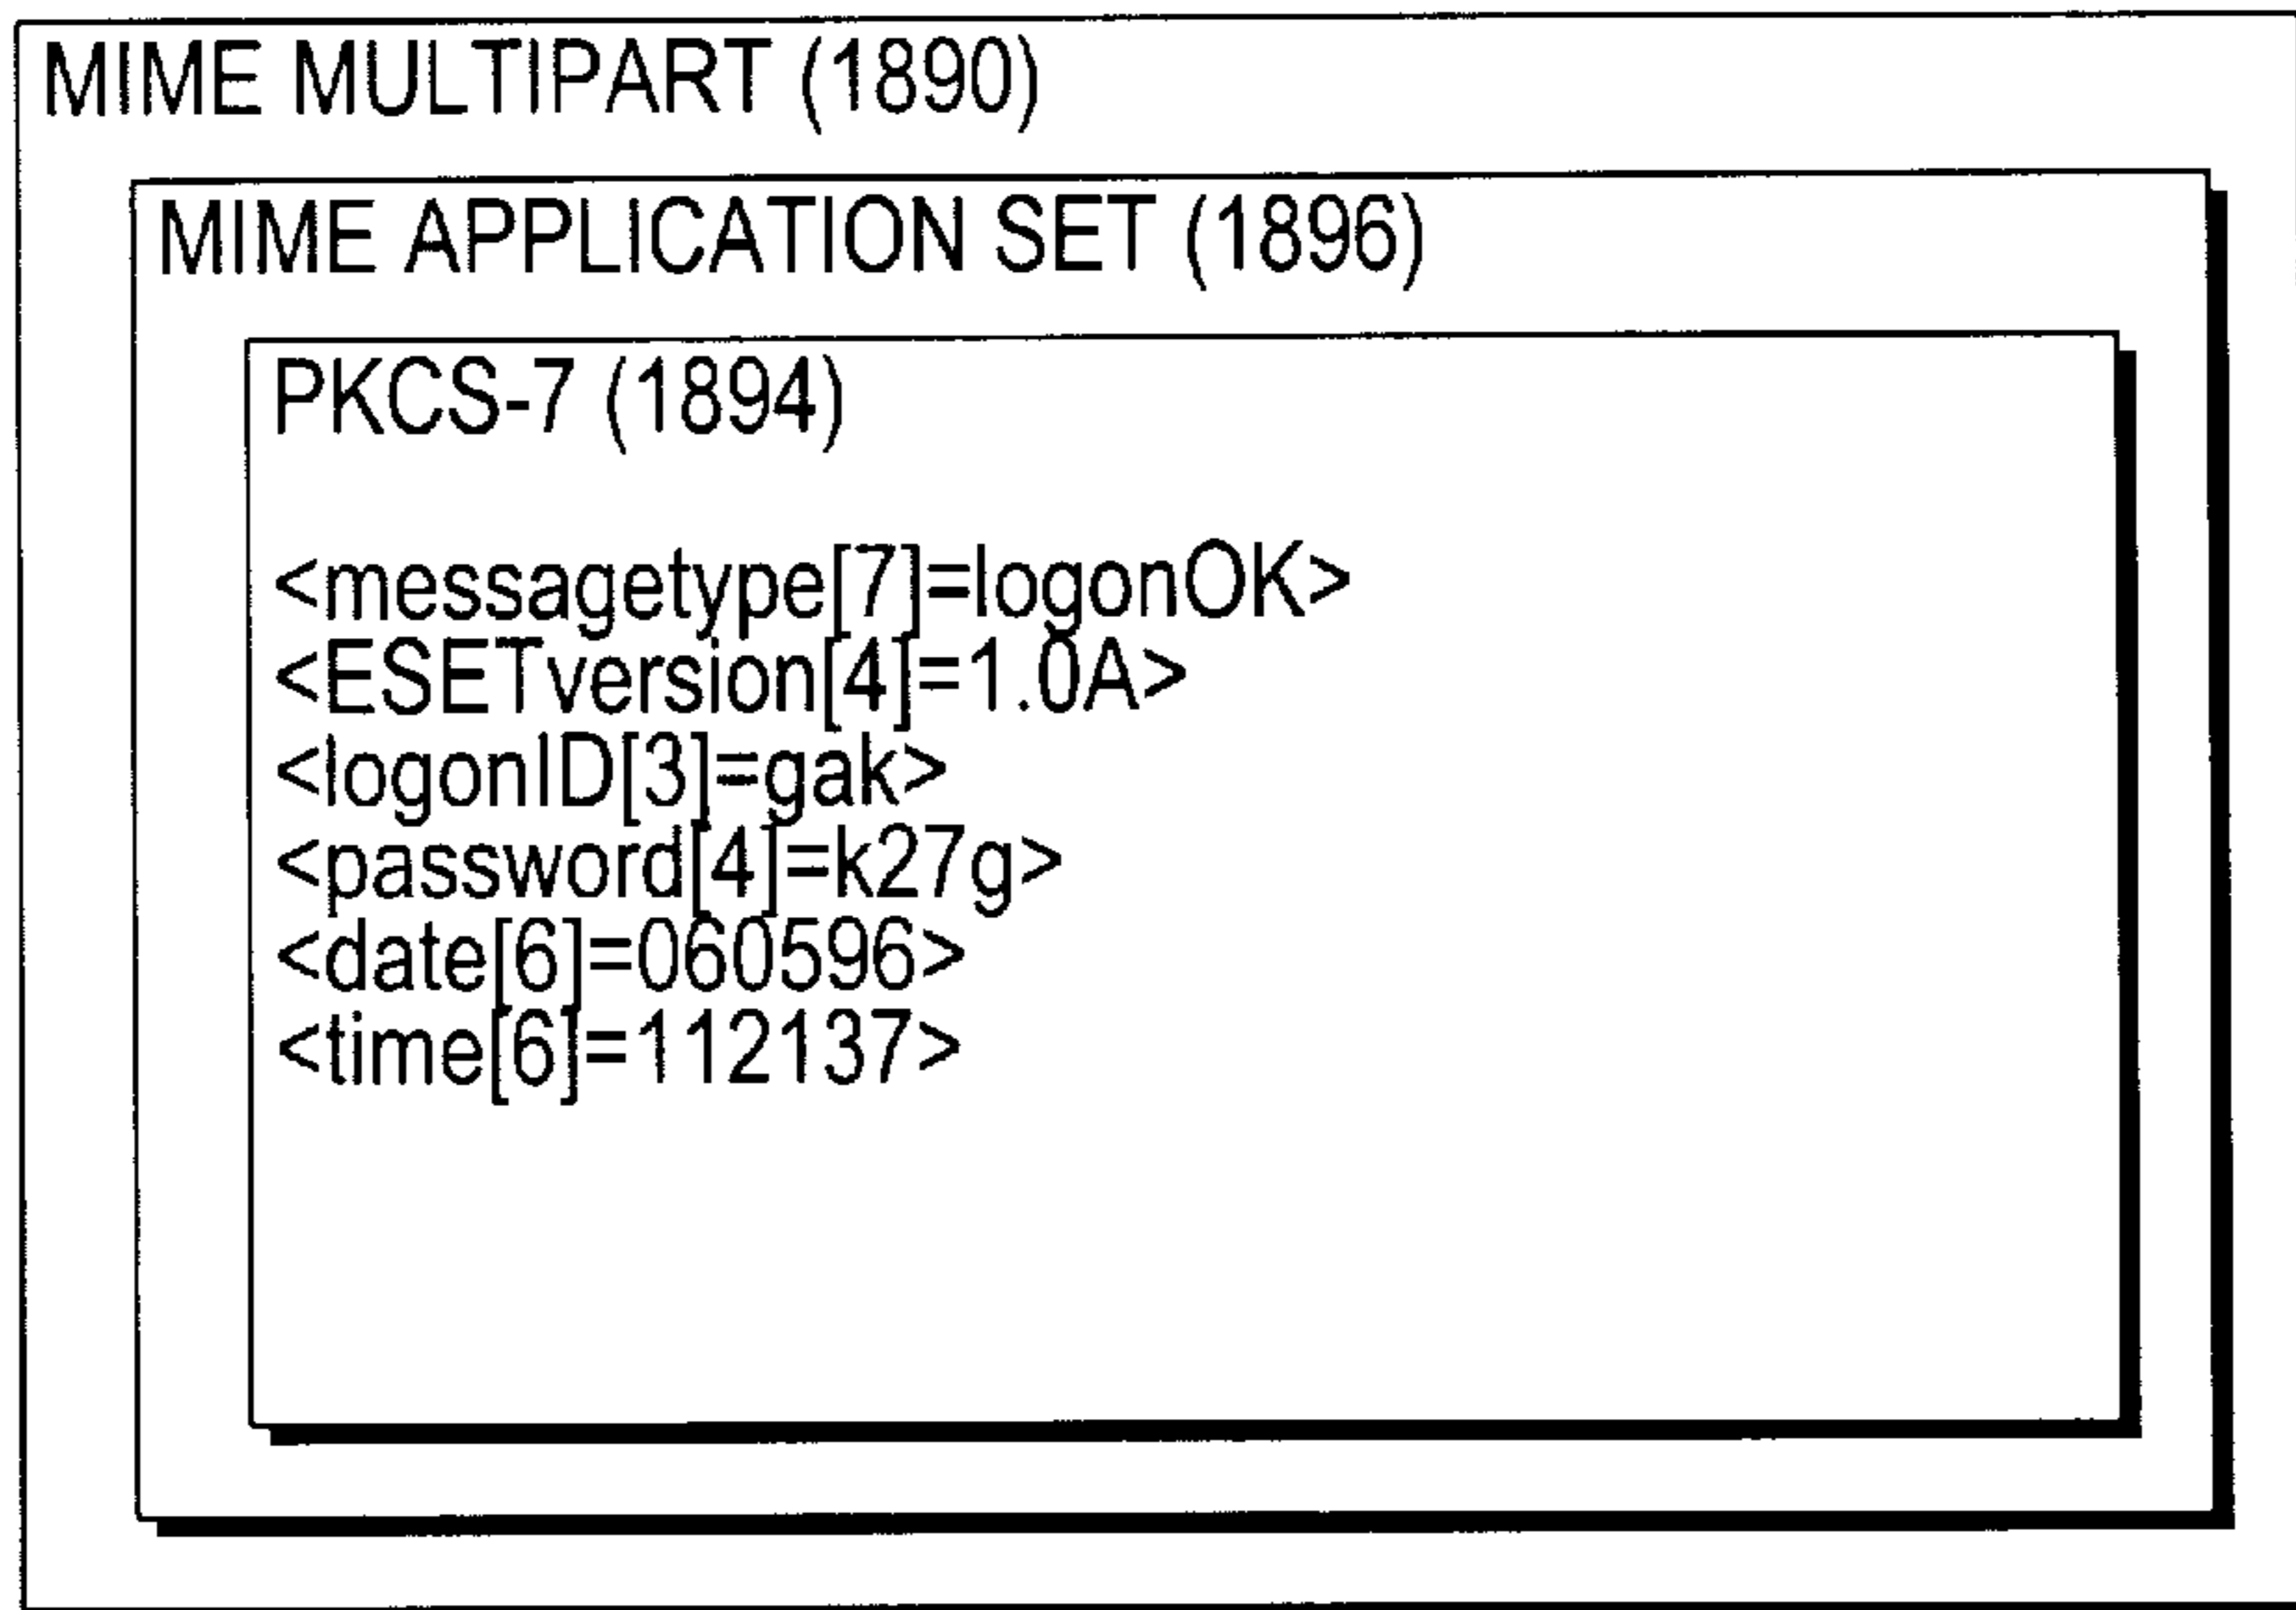 MIME MULTIPART (1890)
MIME APPLICATION SET (1896)
PKCS-7 (1894)
<messagetype[7]=logonOK>
<ESETversion[4]=1.0A>
<logonID[3]=gak>
<password[4]=k27g>
<date[6]=060596>
<time[6]=112137>